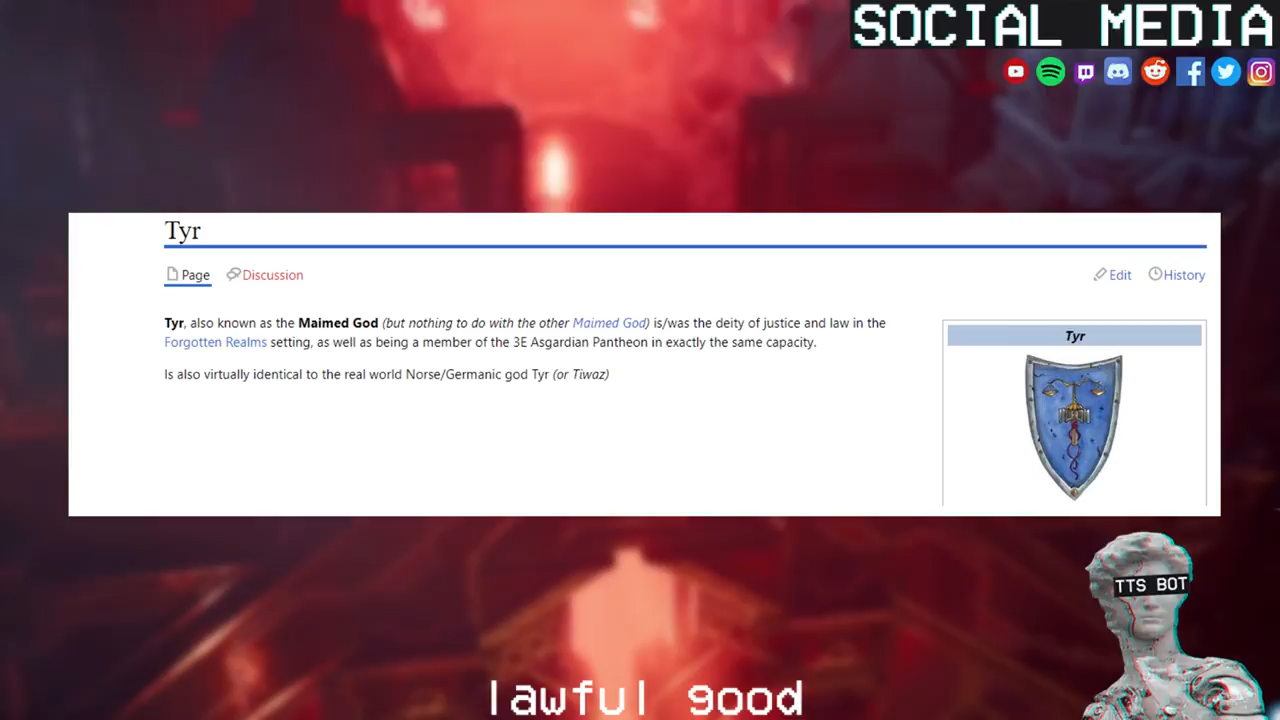 SOCIAL MEDIA
Tyr
Page Discussion Edit History
Tyr, also known as the Maimed God (but nothing to do with the other Maimed God) is/was the deity of justice and law in the
Forgotten Realms setting, as well as being a member of the 3E Asgardian Pantheon in exactly the same capacity.
Is also virtually identical to the real world Norse/Germanic god Tyr (or Tiwaz)
Tyr
TTS BOT
lawful good